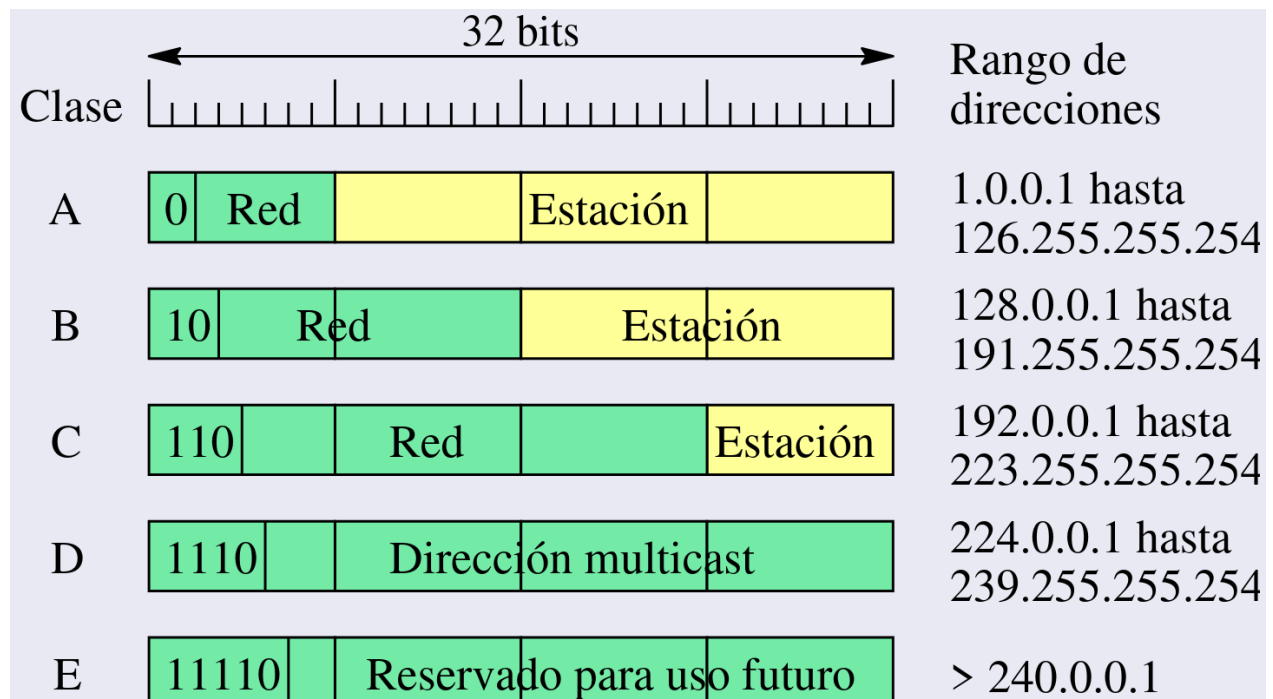 32 bits
Rango de
direcciones
Clase
A
0 Red Estación
1.0.0.1 hasta
126.255.255.254
B
10 Red Estación
128.0.0.1 hasta
191.255.255.254
C
110 Red Estación
192.0.0.1 hasta
223.255.255.254
D
1110 Dirección multicast
224.0.0.1 hasta
239.255.255.254
E
11110 Reservado para uso futuro
> 240.0.0.1